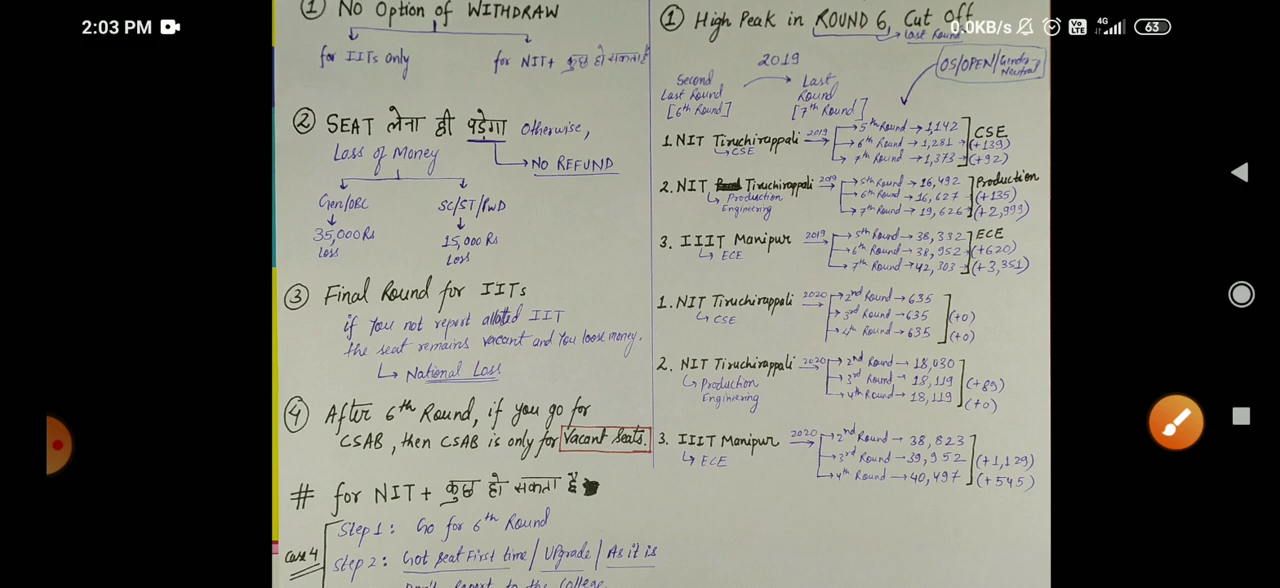 2:03 PM
0.0KB/s
Vo LTE
4G
63
① No Option of WITHDRAW
for IITs only
for NIT+ कुछ हो सकता है
② SEAT लेना ही पड़ेगा Otherwise,
Loss of Money
NO REFUND
Gen/OBC
SC/ST/PWD
35,000 Rs
Loss
15,000 Rs
Loss
③ Final Round for IITs
if you not report allotted IIT
the seat remains vacant and you loose money.
National Loss
④ After 6th Round, if you go for
CSAB, then CSAB is only for Vacant Seats.
# for NIT+ कुछ हो सकता है
Case 4
Step 1: Go for 6th Round
Step 2: Got seat First time / Upgrade / As it is
Don't Report to the College
① High Peak in ROUND 6, Cut Off
Last Round
2019
OS/OPEN/Gender Neutral
Second
Last Round
[6th Round]
Last
Round
[7th Round]
1. NIT Tiruchirappali 2019
CSE
5th Round → 1,142
6th Round → 1,281 (+139)
7th Round → 1,373 (+92)
CSE
2. NIT Tiruchirappali 2019
Production
Engineering
5th Round → 16,492
6th Round → 16,627 (+135)
7th Round → 19,626 (+2,999)
Production
3. IIIT Manipur 2019
ECE
5th Round → 38,332
6th Round → 38,952 (+620)
7th Round → 42,303 (+3,351)
ECE
1. NIT Tiruchirappali 2020
CSE
2nd Round → 635
3rd Round → 635 (+0)
4th Round → 635 (+0)
2. NIT Tiruchirappali 2020
Production
Engineering
2nd Round → 18,030
3rd Round → 18,119 (+89)
4th Round → 18,119 (+0)
3. IIIT Manipur 2020
ECE
2nd Round → 38,823
3rd Round → 39,952 (+1,129)
4th Round → 40,497 (+545)